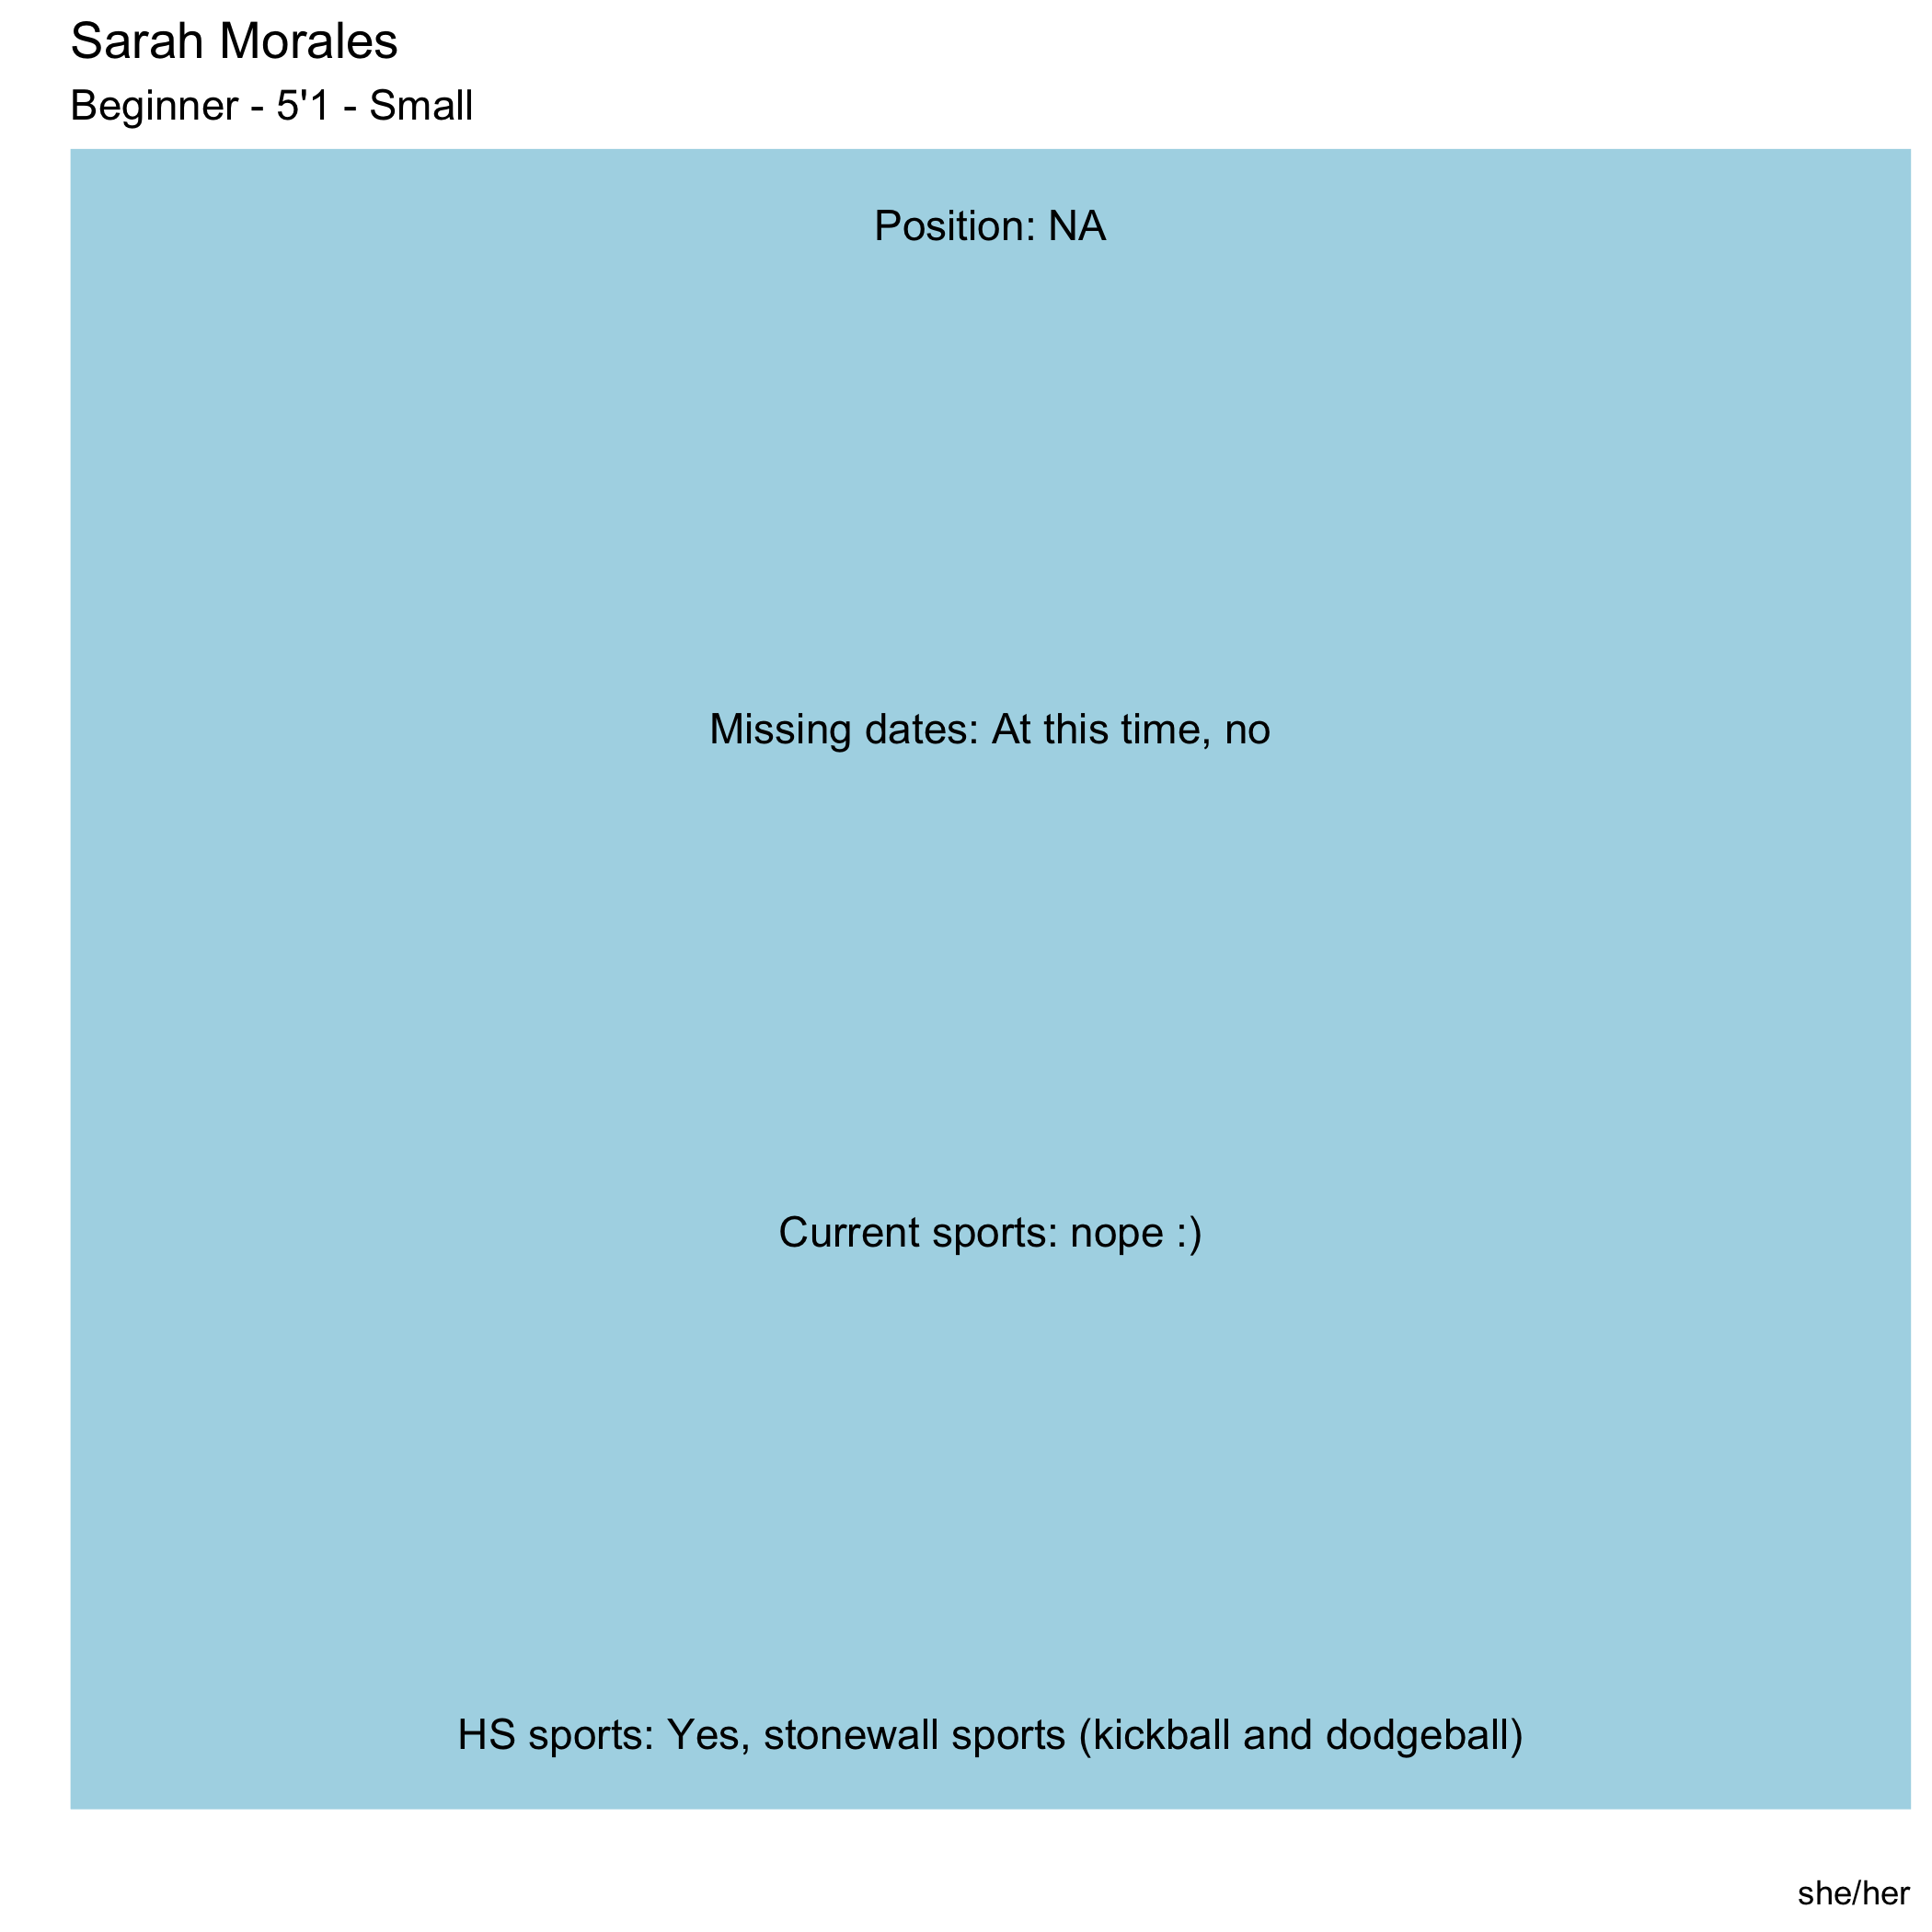 Sarah Morales
Beginner - 5'1 - Small
Position: NA
Missing dates: At this time, no
Current sports: nope :)
HS sports: Yes, stonewall sports (kickball and dodgeball)
she/her